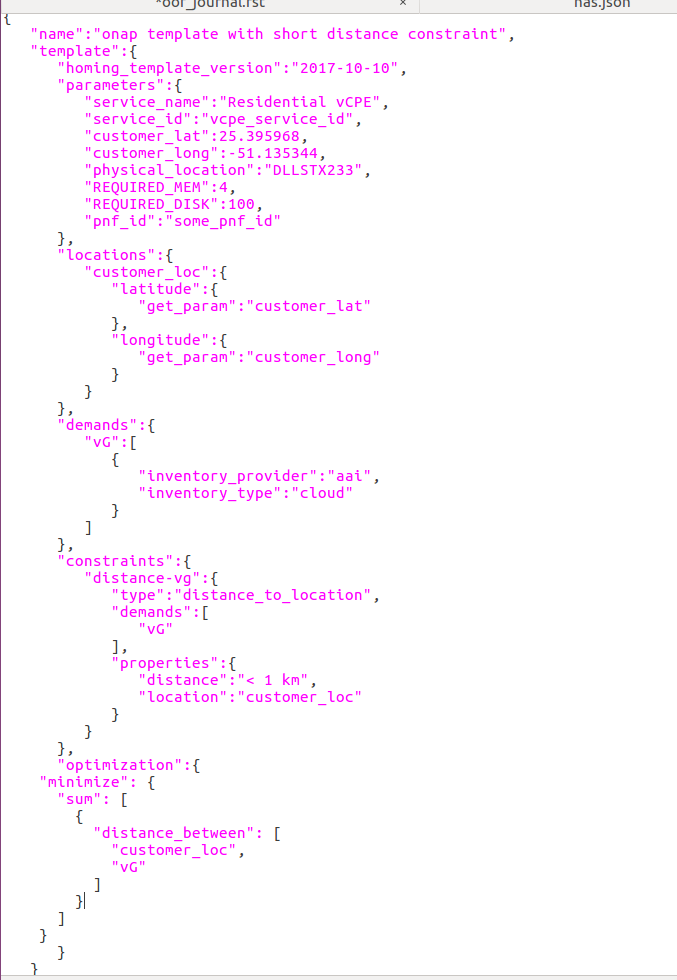 *oof_journal.rst × has.json
{
"name":"onap template with short distance constraint",
"template":{
"homing_template_version":"2017-10-10",
"parameters":{
"service_name":"Residential vCPE",
"service_id":"vcpe_service_id",
"customer_lat":25.395968,
"customer_long":-51.135344,
"physical_location":"DLLSTX233",
"REQUIRED_MEM":4,
"REQUIRED_DISK":100,
"pnf_id":"some_pnf_id"
},
"locations":{
"customer_loc":{
"latitude":{
"get_param":"customer_lat"
},
"longitude":{
"get_param":"customer_long"
}
}
},
"demands":{
"vG":[
{
"inventory_provider":"aai",
"inventory_type":"cloud"
}
]
},
"constraints":{
"distance-vg":{
"type":"distance_to_location",
"demands":[
"vG"
],
"properties":{
"distance":"< 1 km",
"location":"customer_loc"
}
}
},
"optimization":{
"minimize": {
"sum": [
{
"distance_between": [
"customer_loc",
"vG"
]
}
]
}
}
}